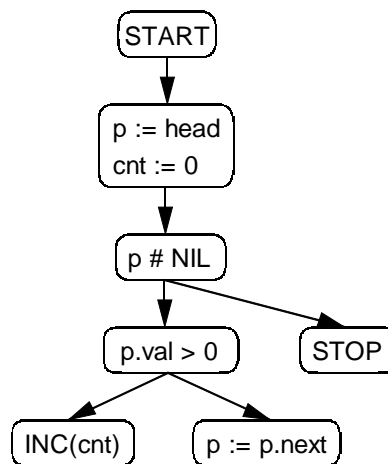 START
p := head
cnt := 0
p # NIL
p.val > 0
STOP
INC(cnt)
p := p.next